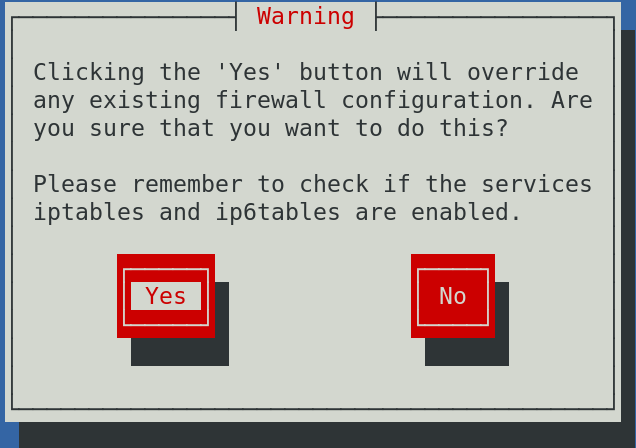 Warning
Clicking the 'Yes' button will override
any existing firewall configuration. Are
you sure that you want to do this?
Please remember to check if the services
iptables and ip6tables are enabled.
Yes No